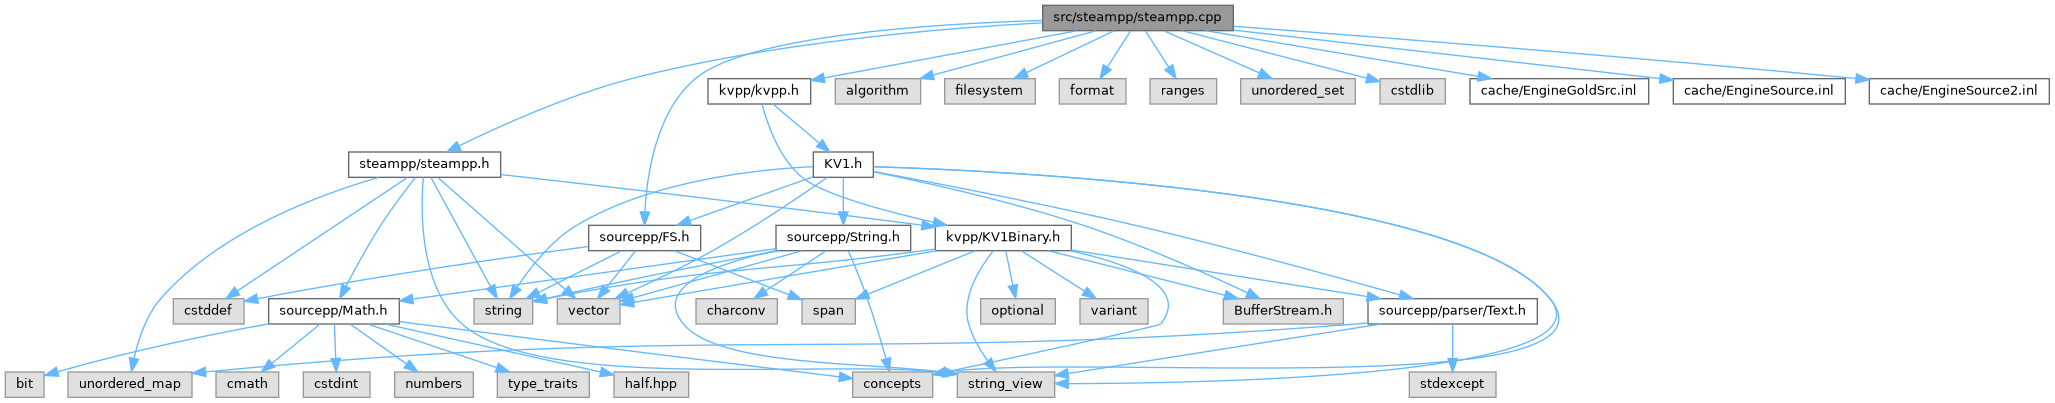 src/steampp/steampp.cpp
kvpp/kvpp.h
algorithm
filesystem
format
ranges
unordered_set
cstdlib
cache/EngineGoldSrc.inl
cache/EngineSource.inl
cache/EngineSource2.inl
steampp/steampp.h
KV1.h
sourcepp/FS.h
sourcepp/String.h
kvpp/KV1Binary.h
cstddef
sourcepp/Math.h
string
vector
charconv
span
optional
variant
BufferStream.h
sourcepp/parser/Text.h
bit
unordered_map
cmath
cstdint
numbers
type_traits
half.hpp
concepts
string_view
stdexcept